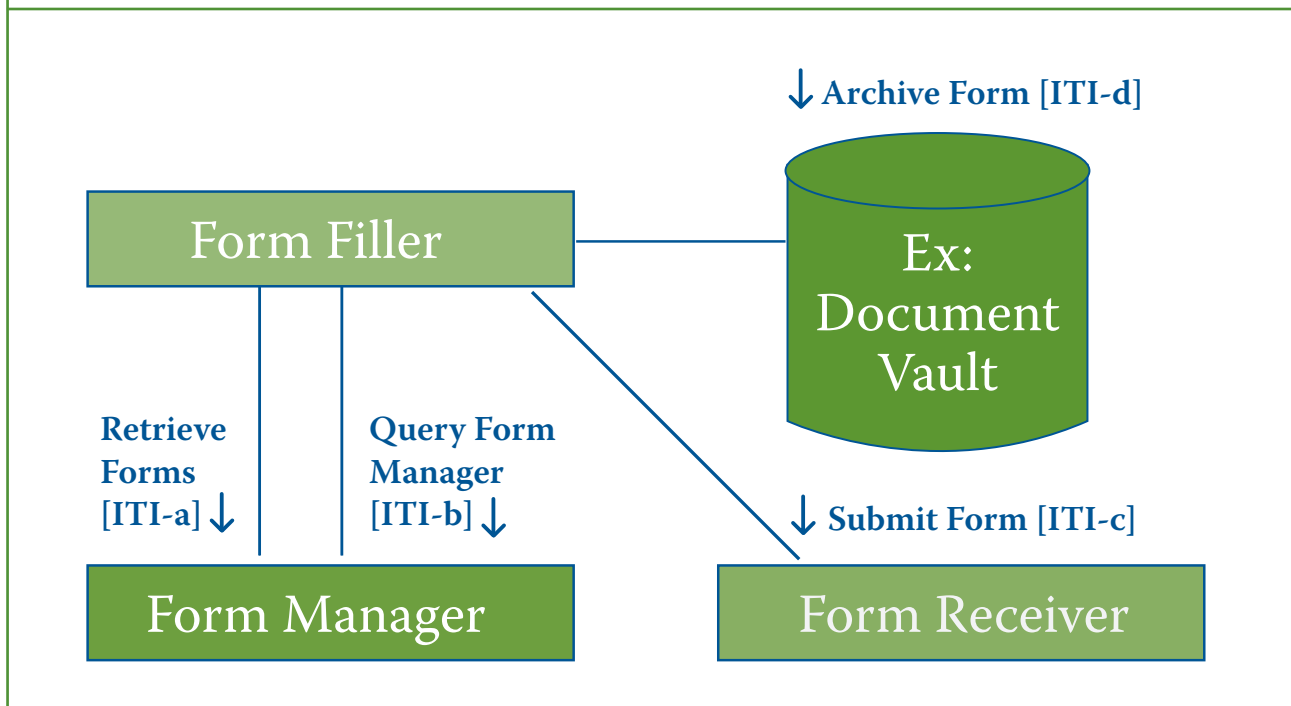 ↓ Archive Form [ITI-d]
Form Filler
Ex:
Document
Vault
Retrieve
Forms
[ITI-a] ↓
Query Form
Manager
[ITI-b] ↓
↓ Submit Form [ITI-c]
Form Manager
Form Receiver